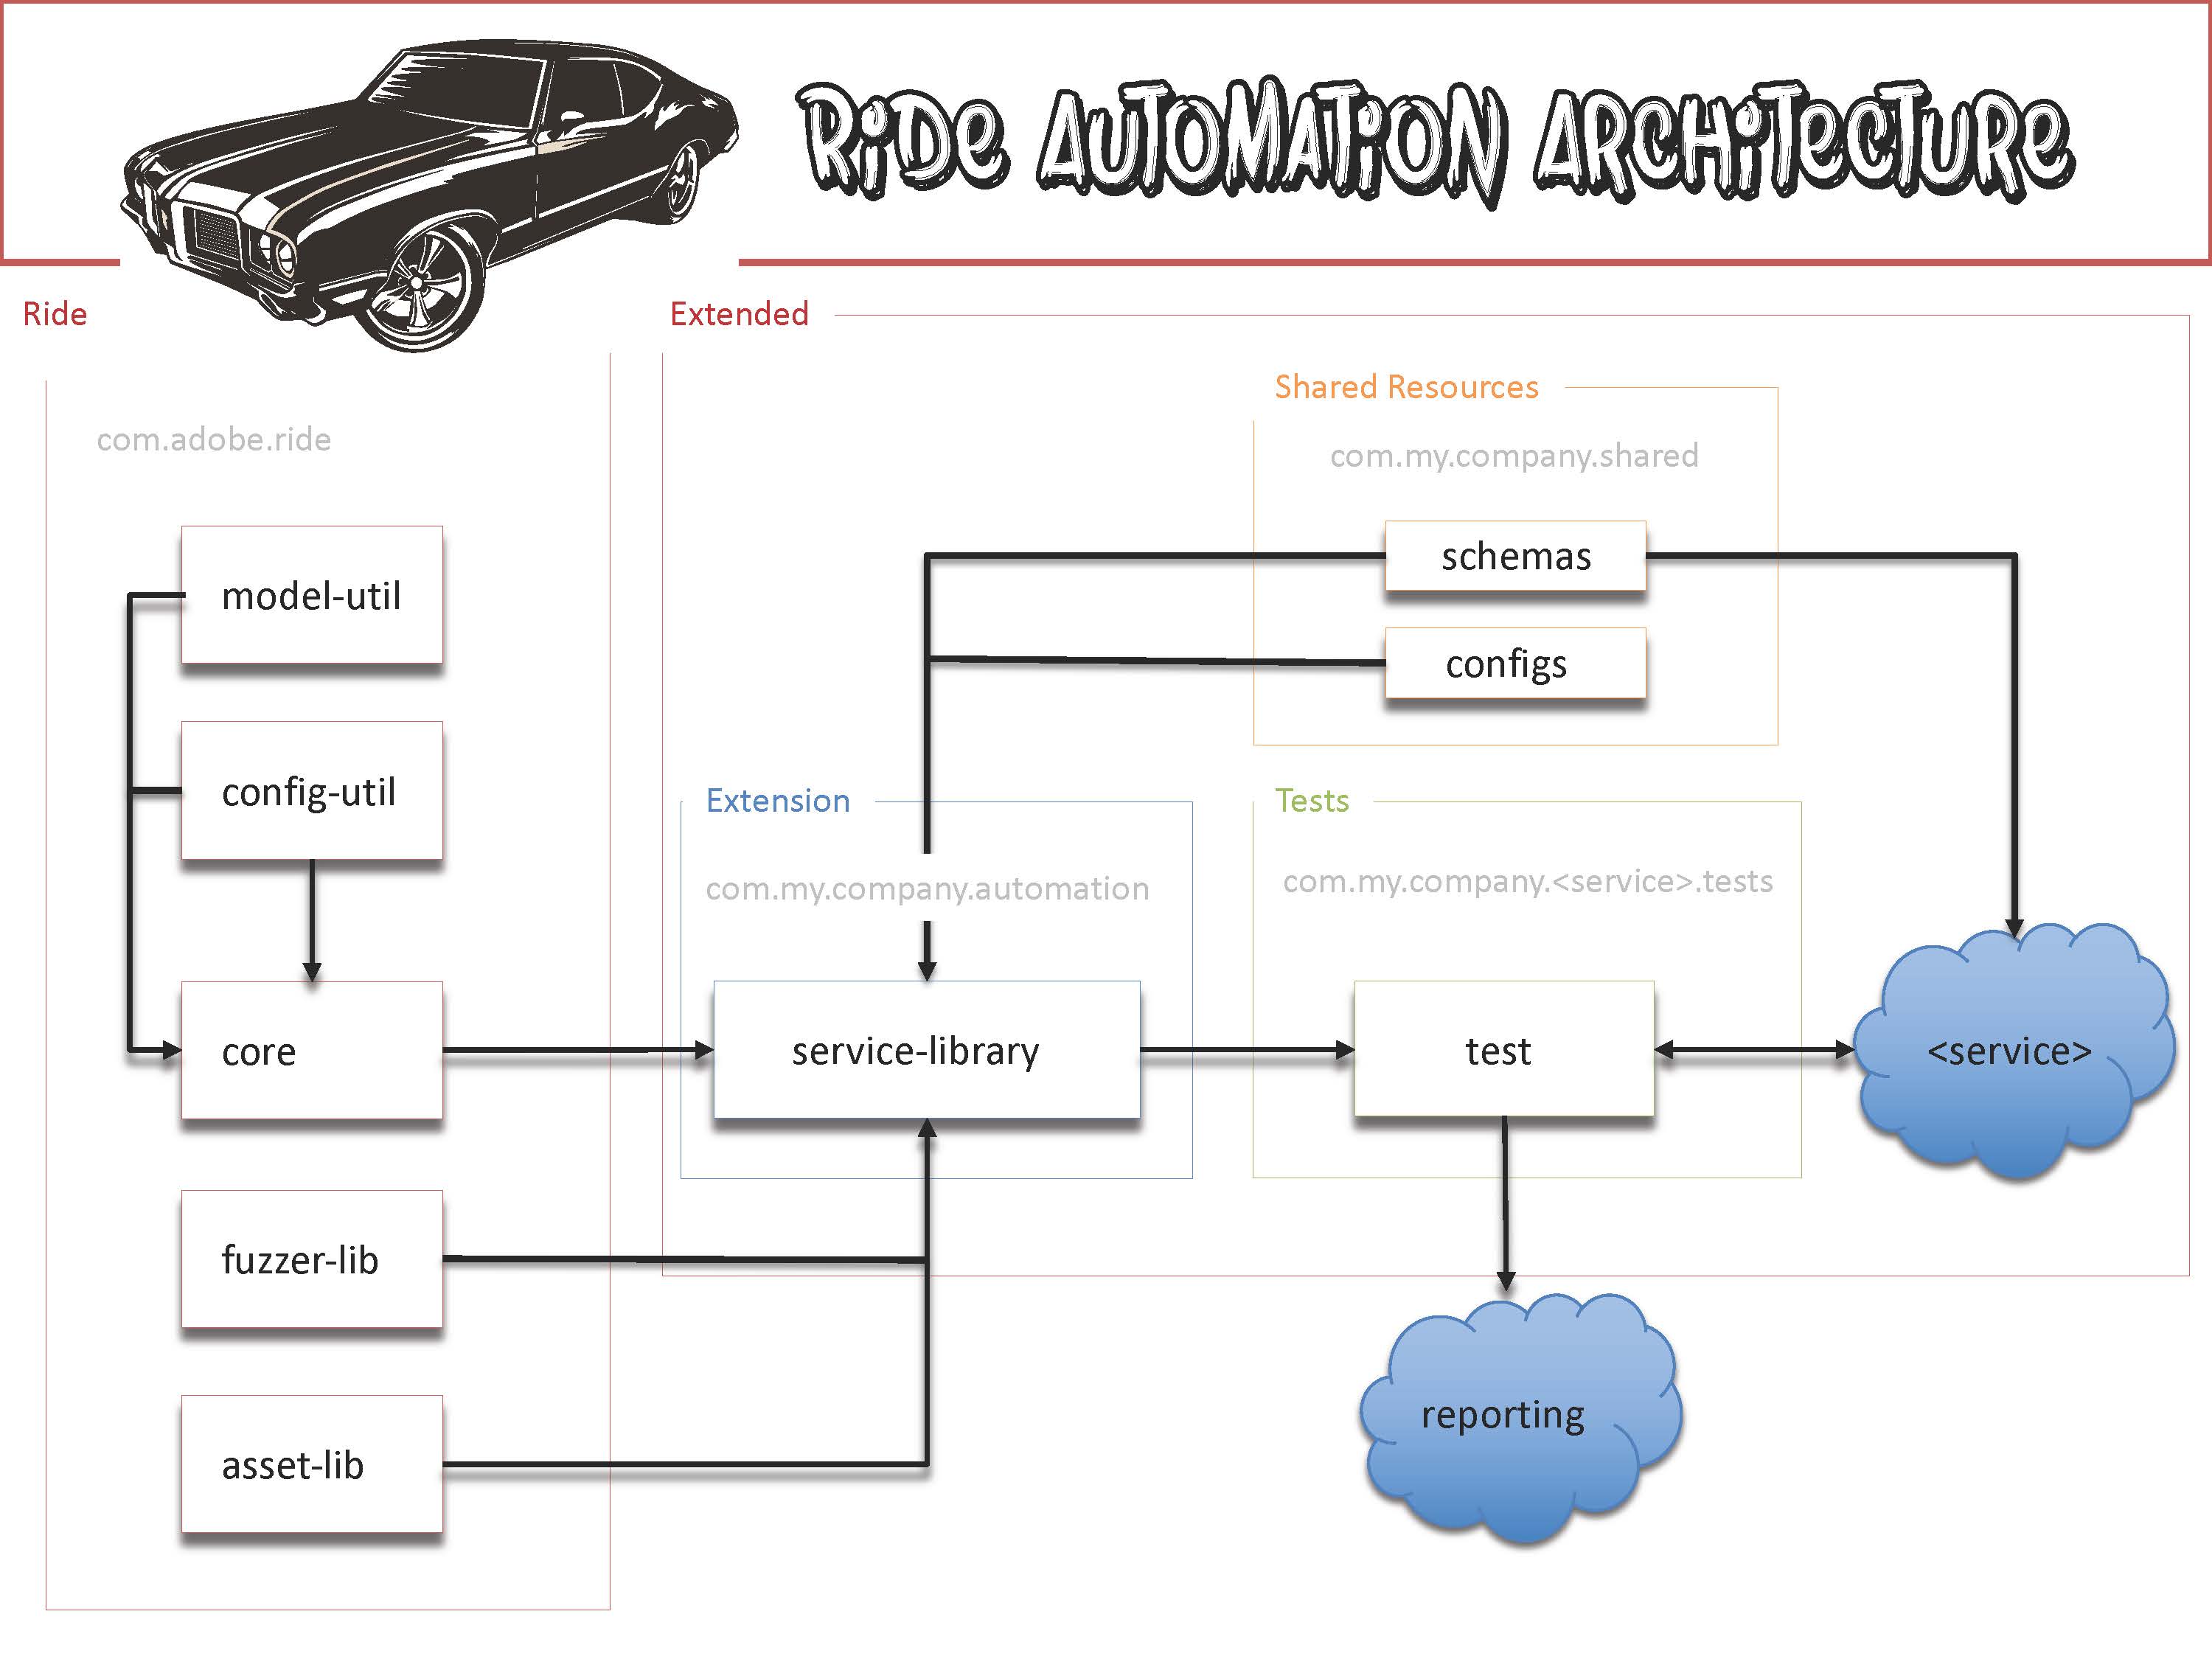 RiDe AUTOMATiON ARCHiTeCTURe
Ride
com.adobe.ride
model-util
config-util
core
fuzzer-lib
asset-lib
Extended
Shared Resources
com.my.company.shared
schemas
configs
Extension
com.my.company.automation
service-library
Tests
com.my.company.<service>.tests
test
<service>
reporting